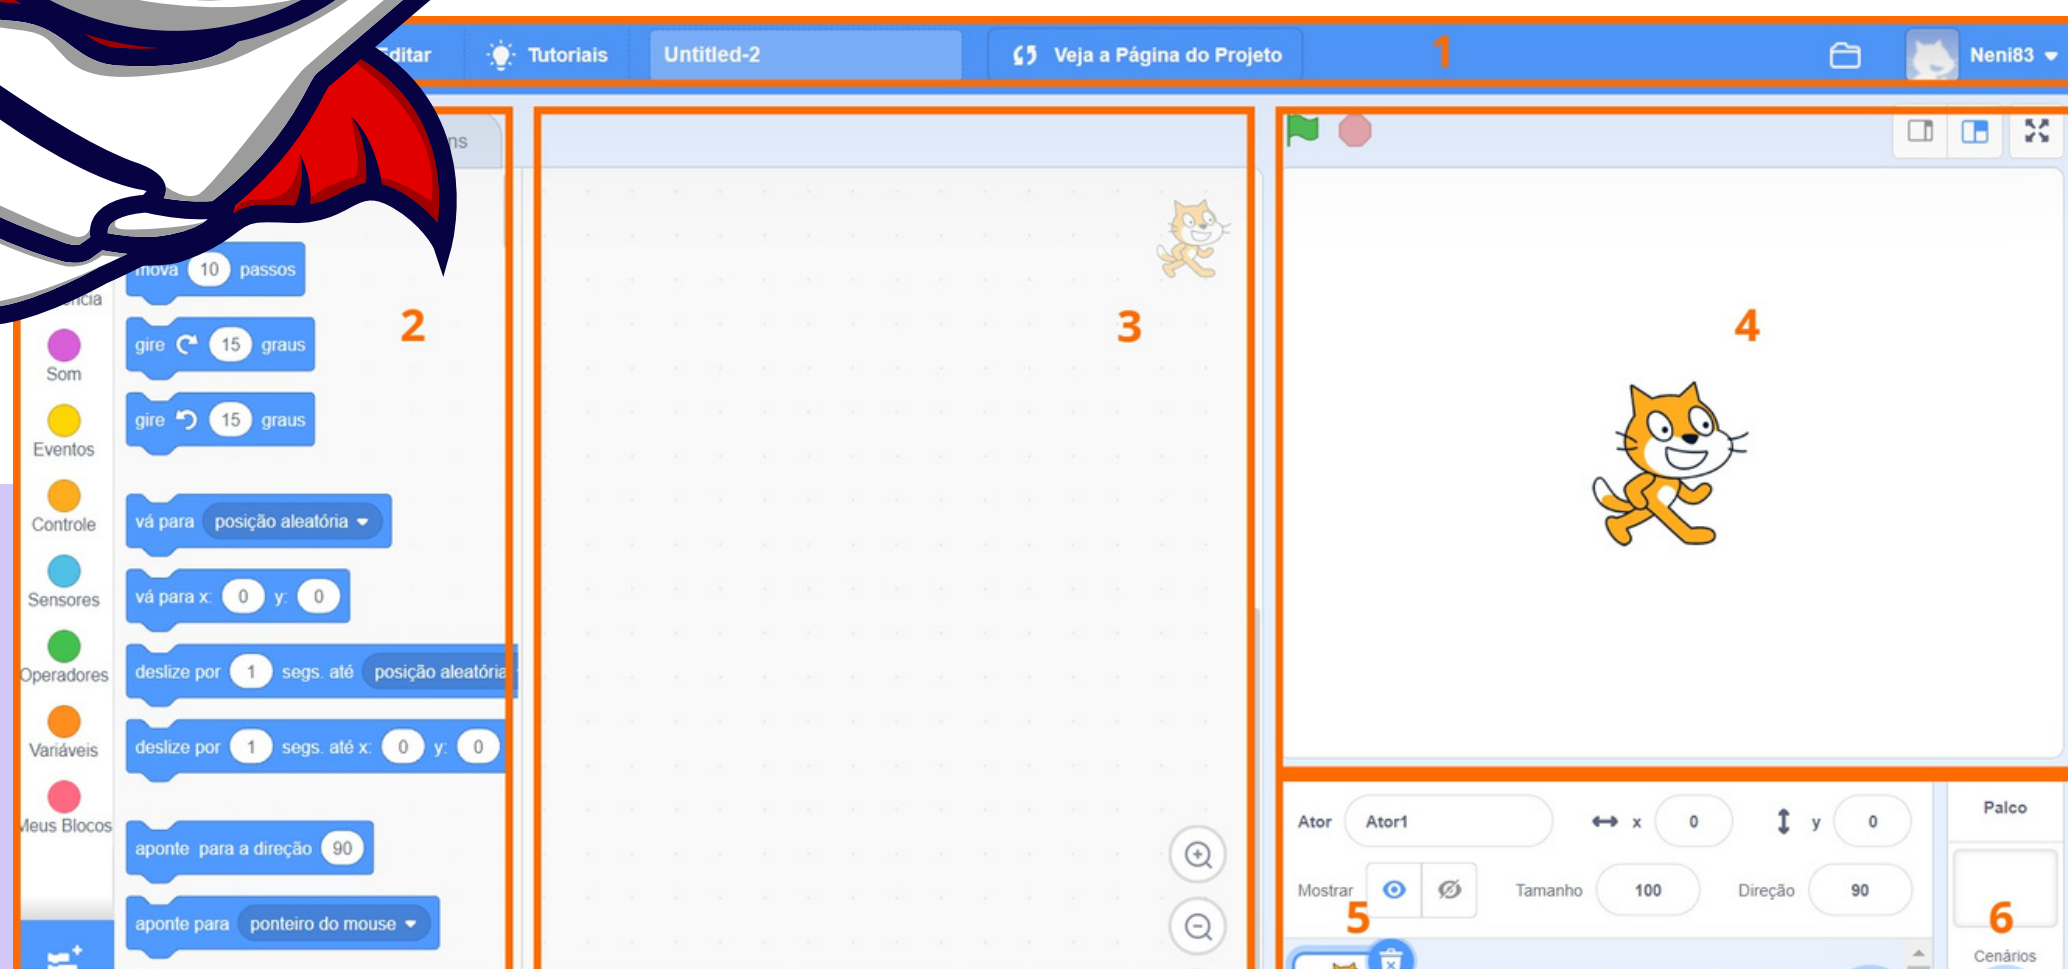 Tutoriais
Untitled-2
Veja a Página do Projeto
1
Neni83
mova 10 passos
Som
gire 15 graus
2
3
4
Eventos
gire 15 graus
Controle
vá para posição aleatória
Sensores
vá para x: 0 y: 0
Operadores
deslize por 1 segs. até posição aleatória
Variáveis
deslize por 1 segs. até x: 0 y: 0
Meus Blocos
aponte para a direção 90
aponte para ponteiro do mouse
Ator Ator1 x 0 y 0
Mostrar Tamanho 100 Direção 90
5
Palco
6
Cenários